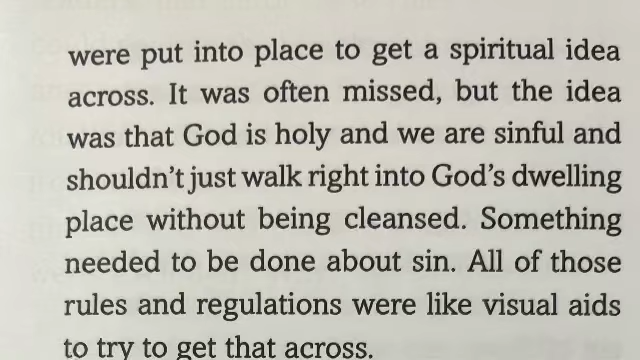 were put into place to get a spiritual idea
across. It was often missed, but the idea
was that God is holy and we are sinful and
shouldn’t just walk right into God’s dwelling
place without being cleansed. Something
needed to be done about sin. All of those
rules and regulations were like visual aids
to try to get that across.